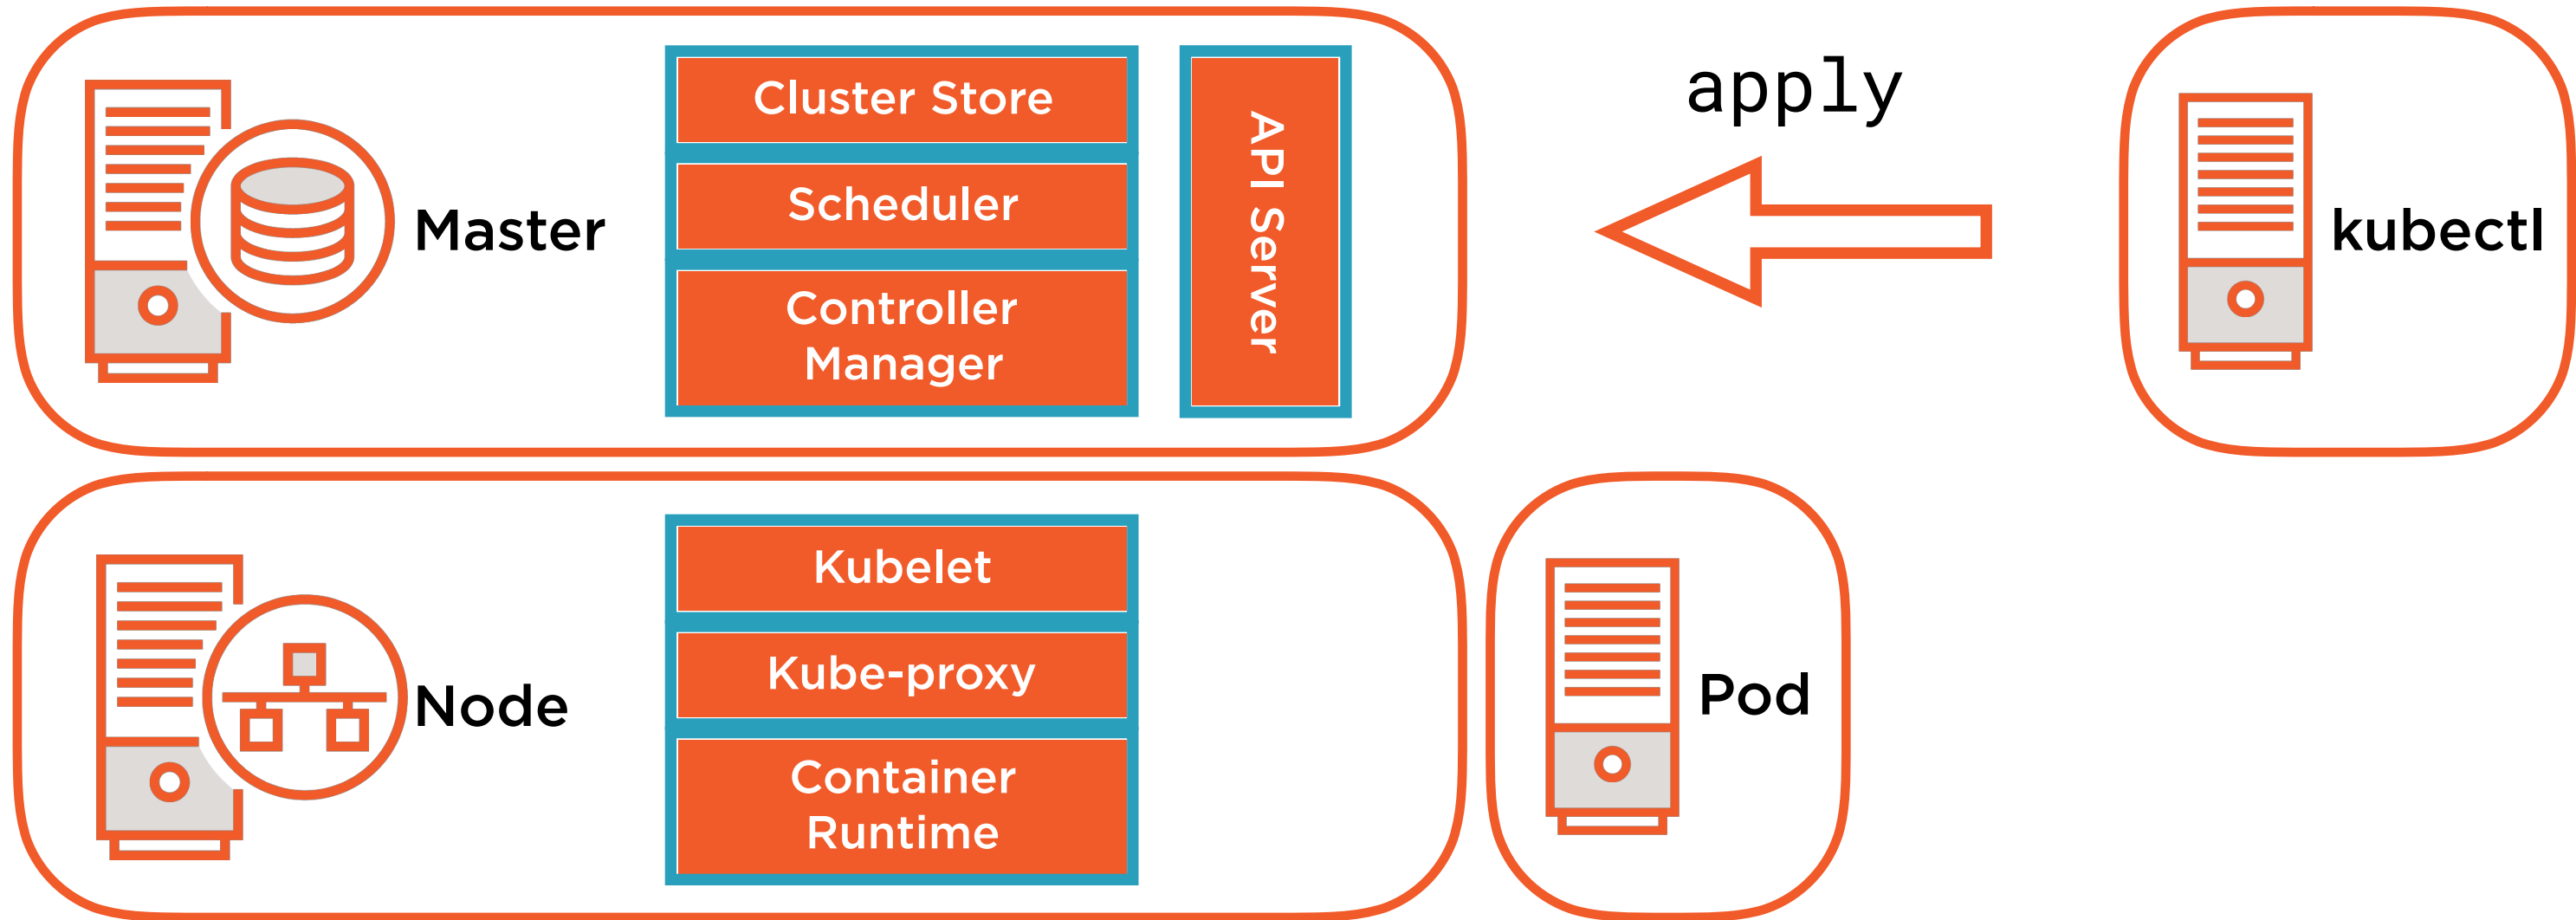 Master
Cluster Store
Scheduler
Controller
Manager
API Server
apply
kubectl
Node
Kubelet
Kube-proxy
Container
Runtime
Pod